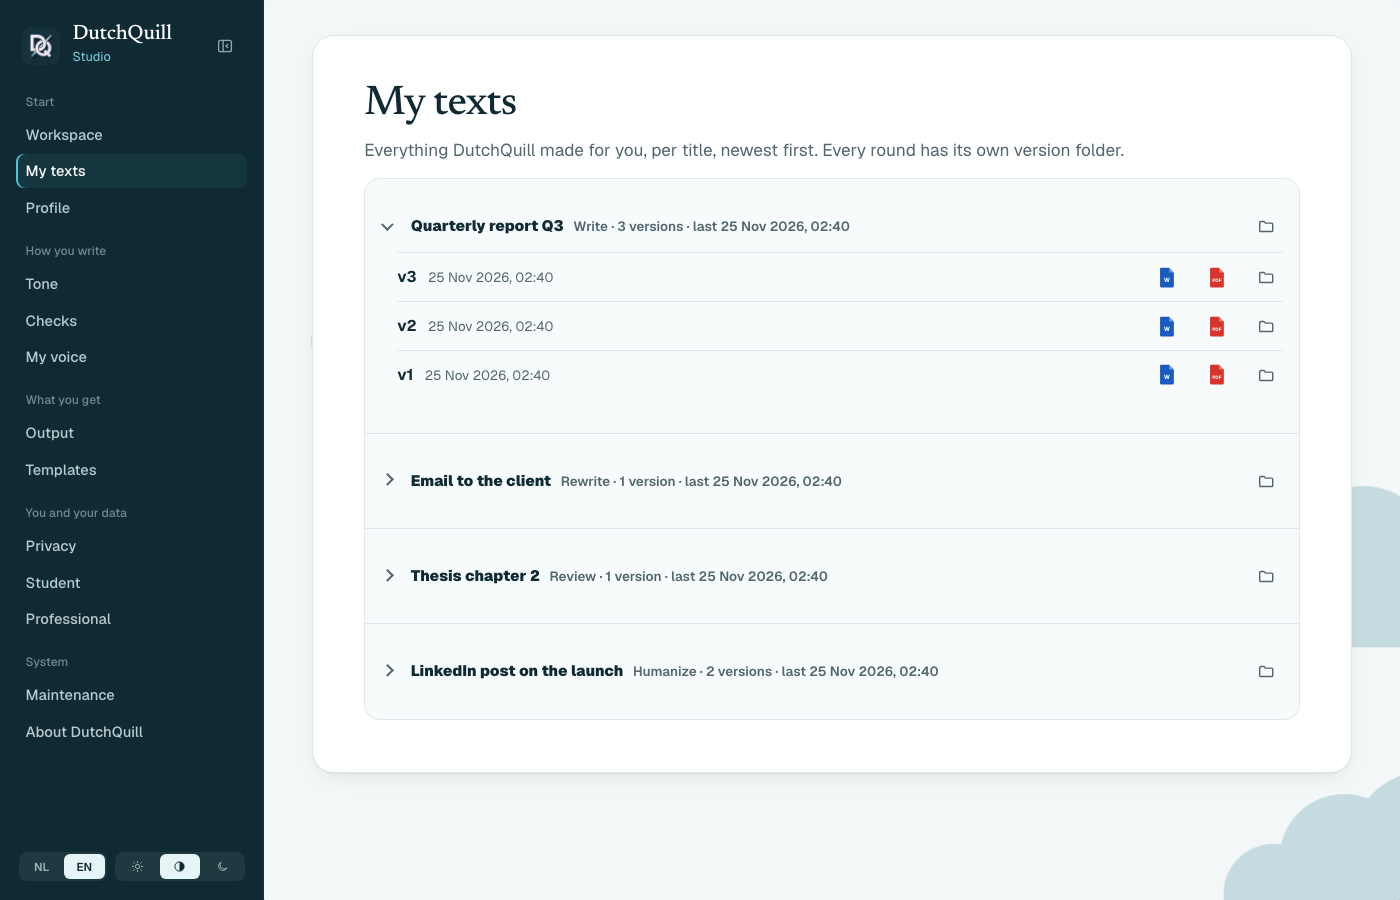 DutchQuill
Studio
Start
Workspace
My texts
Profile
How you write
Tone
Checks
My voice
What you get
Output
Templates
You and your data
Privacy
Student
Professional
System
Maintenance
About DutchQuill
NL EN
My texts
Everything DutchQuill made for you, per title, newest first. Every round has its own version folder.
Quarterly report Q3 Write · 3 versions · last 25 Nov 2026, 02:40
v3 25 Nov 2026, 02:40 W PDF
v2 25 Nov 2026, 02:40 W PDF
v1 25 Nov 2026, 02:40 W PDF
Email to the client Rewrite · 1 version · last 25 Nov 2026, 02:40
Thesis chapter 2 Review · 1 version · last 25 Nov 2026, 02:40
LinkedIn post on the launch Humanize · 2 versions · last 25 Nov 2026, 02:40